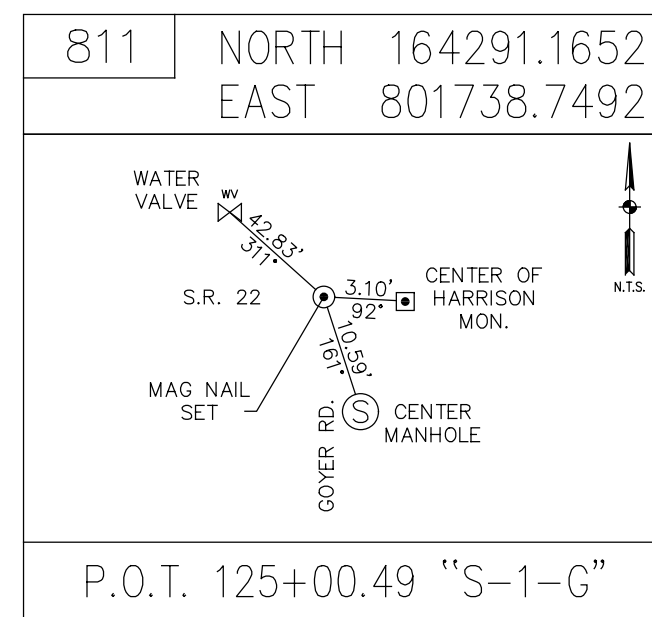 811
NORTH 164291.1652
EAST 801738.7492
WATER
VALVE
WV
42.83'
311°
S.R. 22
3.10'
92°
CENTER OF
HARRISON
MON.
N.T.S.
10.59'
161°
MAG NAIL
SET
GOYER RD.
S
CENTER
MANHOLE
P.O.T. 125+00.49 “S-1-G”